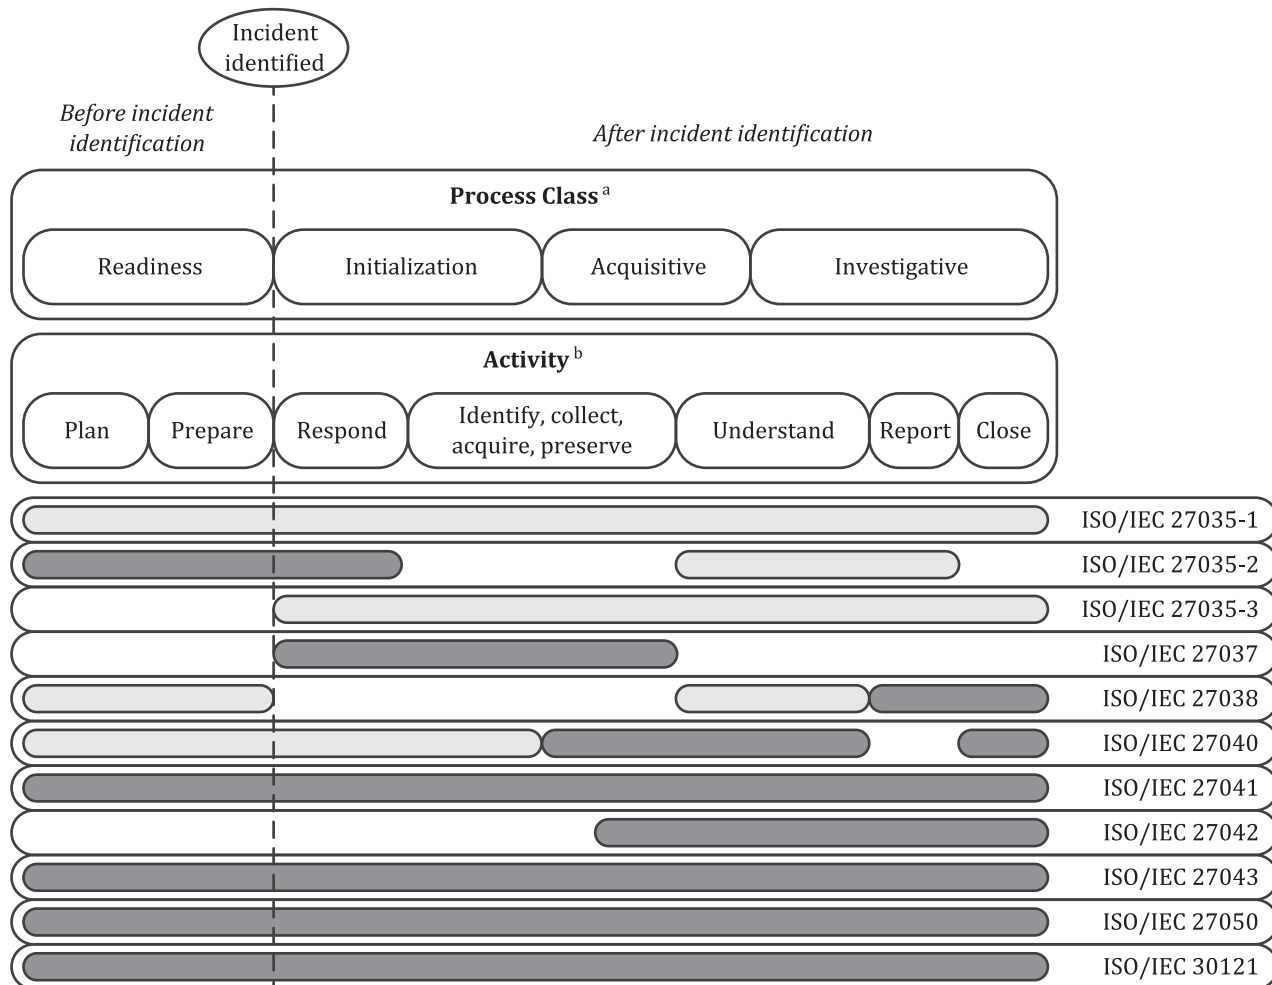 Incident
identified
Before incident
identification
After incident identification
Process Class a
Readiness
Initialization
Acquisitive
Investigative
Activity b
Plan
Prepare
Respond
Identify, collect,
acquire, preserve
Understand
Report
Close
ISO/IEC 27035-1
ISO/IEC 27035-2
ISO/IEC 27035-3
ISO/IEC 27037
ISO/IEC 27038
ISO/IEC 27040
ISO/IEC 27041
ISO/IEC 27042
ISO/IEC 27043
ISO/IEC 27050
ISO/IEC 30121